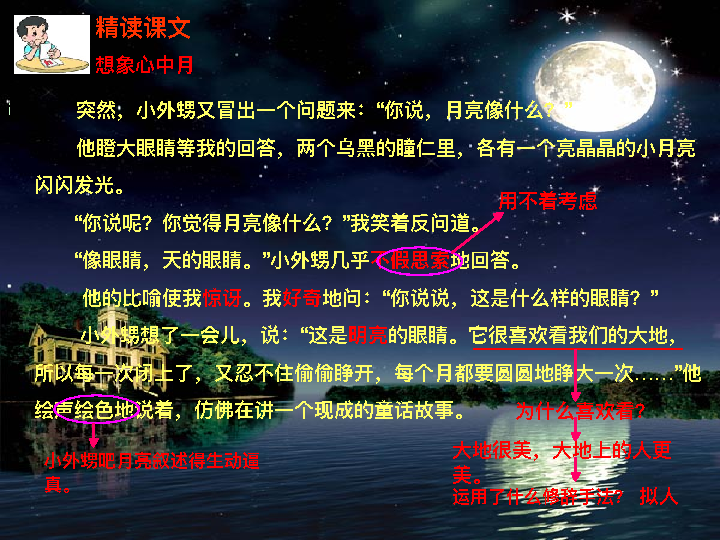 精读课文
想象心中月
突然，小外甥又冒出一个问题来：“你说，月亮像什么？”
他瞪大眼睛等我的回答，两个乌黑的瞳仁里，各有一个亮晶晶的小月亮
闪闪发光。
用不着考虑
“你说呢？你觉得月亮像什么？”我笑着反问道。
“像眼睛，天的眼睛。”小外甥几乎不假思索地回答。
他的比喻使我惊讶。我好奇地问：“你说说，这是什么样的眼睛？”
小外甥想了一会儿，说：“这是明亮的眼睛。它很喜欢看我们的大地，
所以每一次闭上了，又忍不住偷偷睁开，每个月都要圆圆地睁大一次……”他
绘声绘色地说着，仿佛在讲一个现成的童话故事。
为什么喜欢看？
小外甥吧月亮叙述得生动逼
真。
大地很美，大地上的人更
美。
运用了什么修辞手法？ 拟人